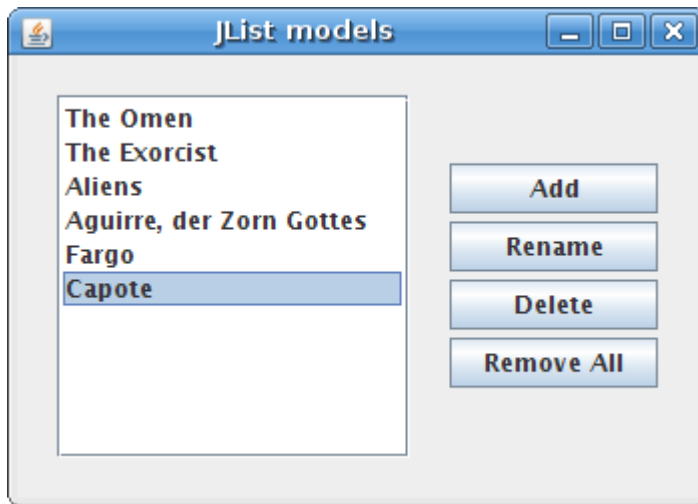 JList models
The Omen
The Exorcist
Aliens
Aguirre, der Zorn Gottes
Fargo
Capote
Add
Rename
Delete
Remove All